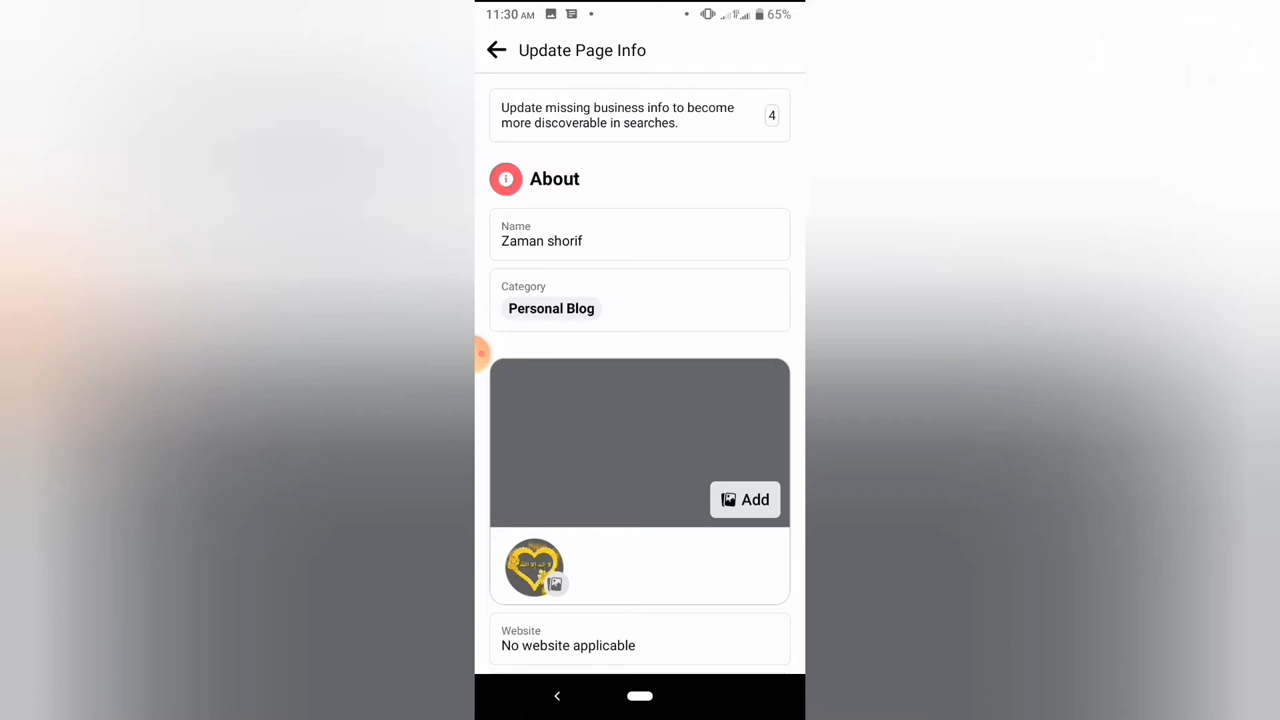 11:30 AM
65%
Update Page Info
Update missing business info to become
more discoverable in searches.
4
About
Name
Zaman shorif
Category
Personal Blog
Add
Website
No website applicable